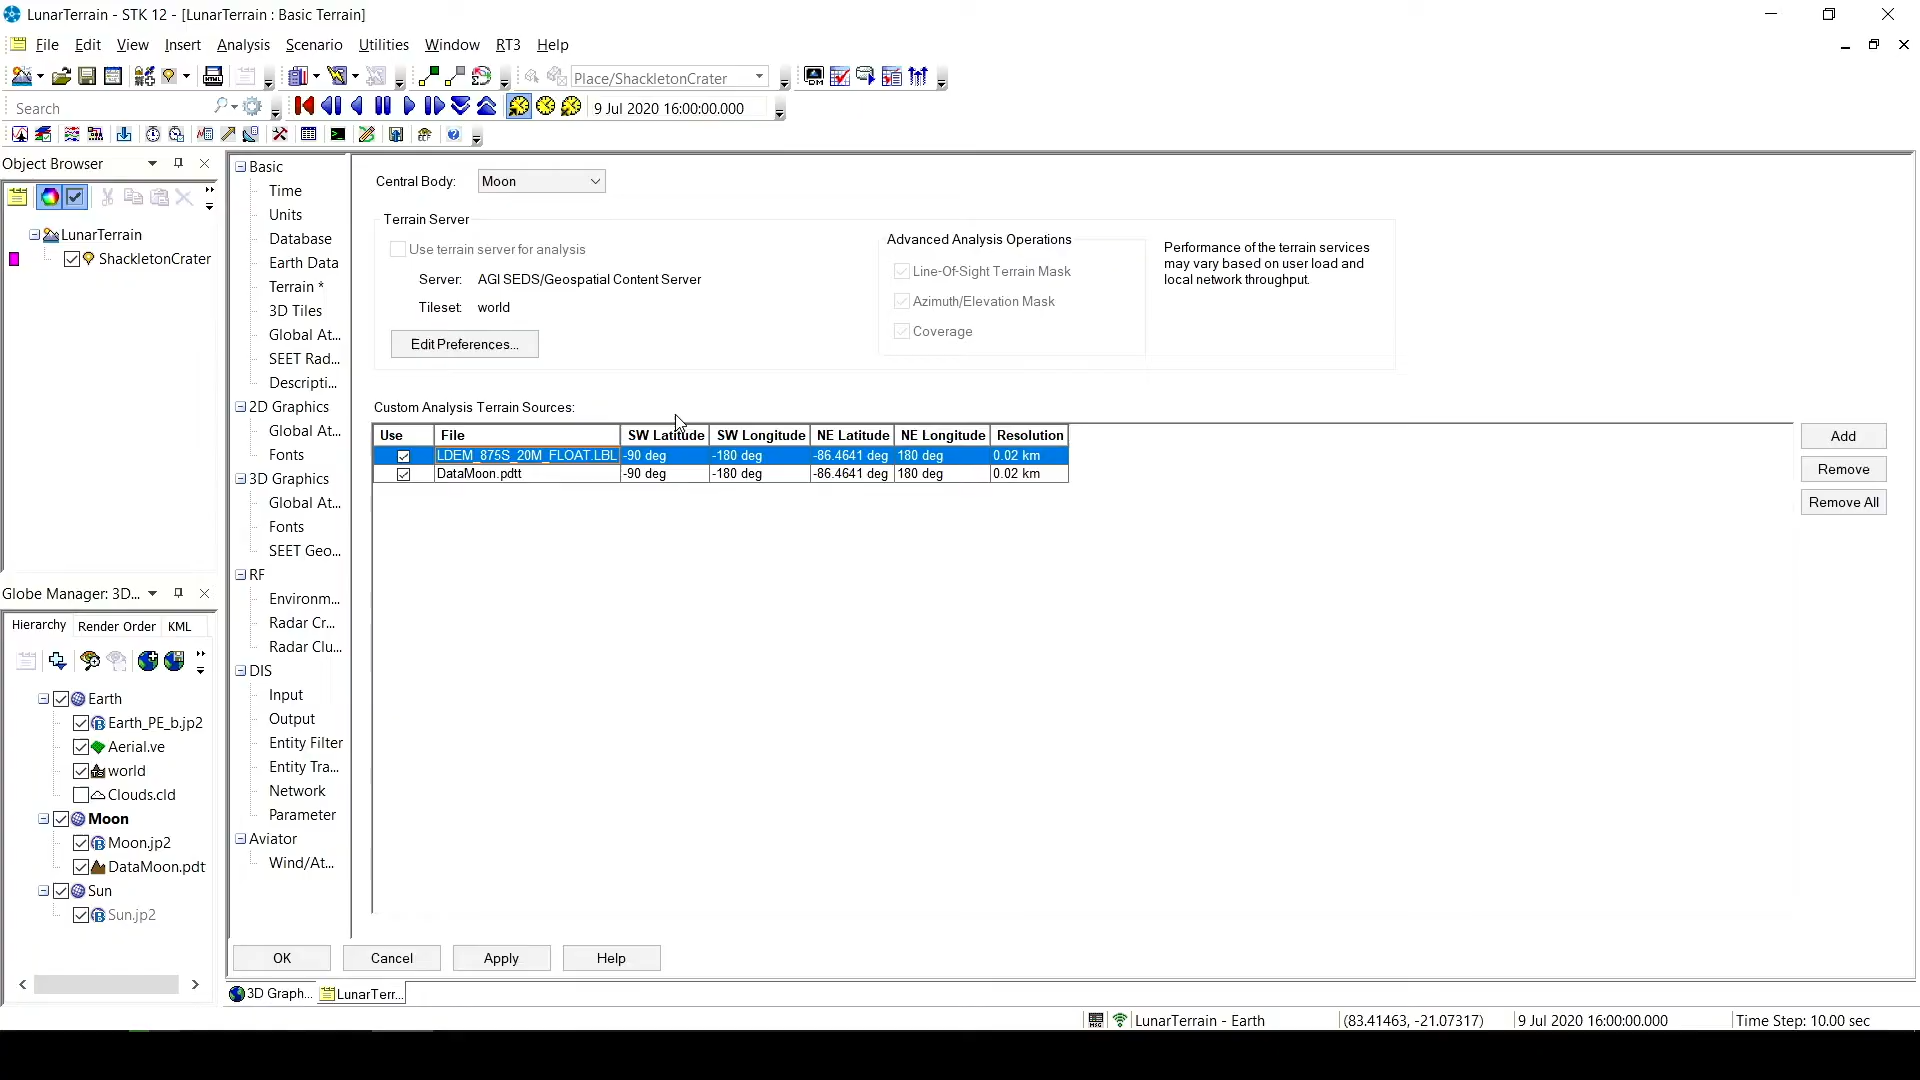 LunarTerrain - STK 12 - [LunarTerrain : Basic Terrain]
File Edit View Insert Analysis Scenario Utilities Window RT3 Help
Place/ShackletonCrater
Search
9 Jul 2020 16:00:00.000
Object Browser
LunarTerrain
ShackletonCrater
Globe Manager: 3D...
Hierarchy Render Order KML
Earth
Earth_PE_b.jp2
Aerial.ve
world
Clouds.cld
Moon
Moon.jp2
DataMoon.pdt
Sun
Sun.jp2
Basic
Time
Units
Database
Earth Data
Terrain *
3D Tiles
Global At...
SEET Rad...
Descripti...
2D Graphics
Global At...
Fonts
3D Graphics
Global At...
Fonts
SEET Geo...
RF
Environm...
Radar Cr...
Radar Clu...
DIS
Input
Output
Entity Filter
Entity Tra...
Network
Parameter
Aviator
Wind/At...
Central Body: Moon
Terrain Server
Use terrain server for analysis
Server: AGI SEDS/Geospatial Content Server
Tileset: world
Edit Preferences...
Advanced Analysis Operations
Line-Of-Sight Terrain Mask
Azimuth/Elevation Mask
Coverage
Performance of the terrain services
may vary based on user load and
local network throughput.
Custom Analysis Terrain Sources:
Use File SW Latitude SW Longitude NE Latitude NE Longitude Resolution
LDEM_875S_20M_FLOAT.LBL -90 deg -180 deg -86.4641 deg 180 deg 0.02 km
DataMoon.pdtt -90 deg -180 deg -86.4641 deg 180 deg 0.02 km
Add
Remove
Remove All
OK Cancel Apply Help
3D Graph... LunarTerr...
LunarTerrain - Earth (83.41463, -21.07317) 9 Jul 2020 16:00:00.000 Time Step: 10.00 sec